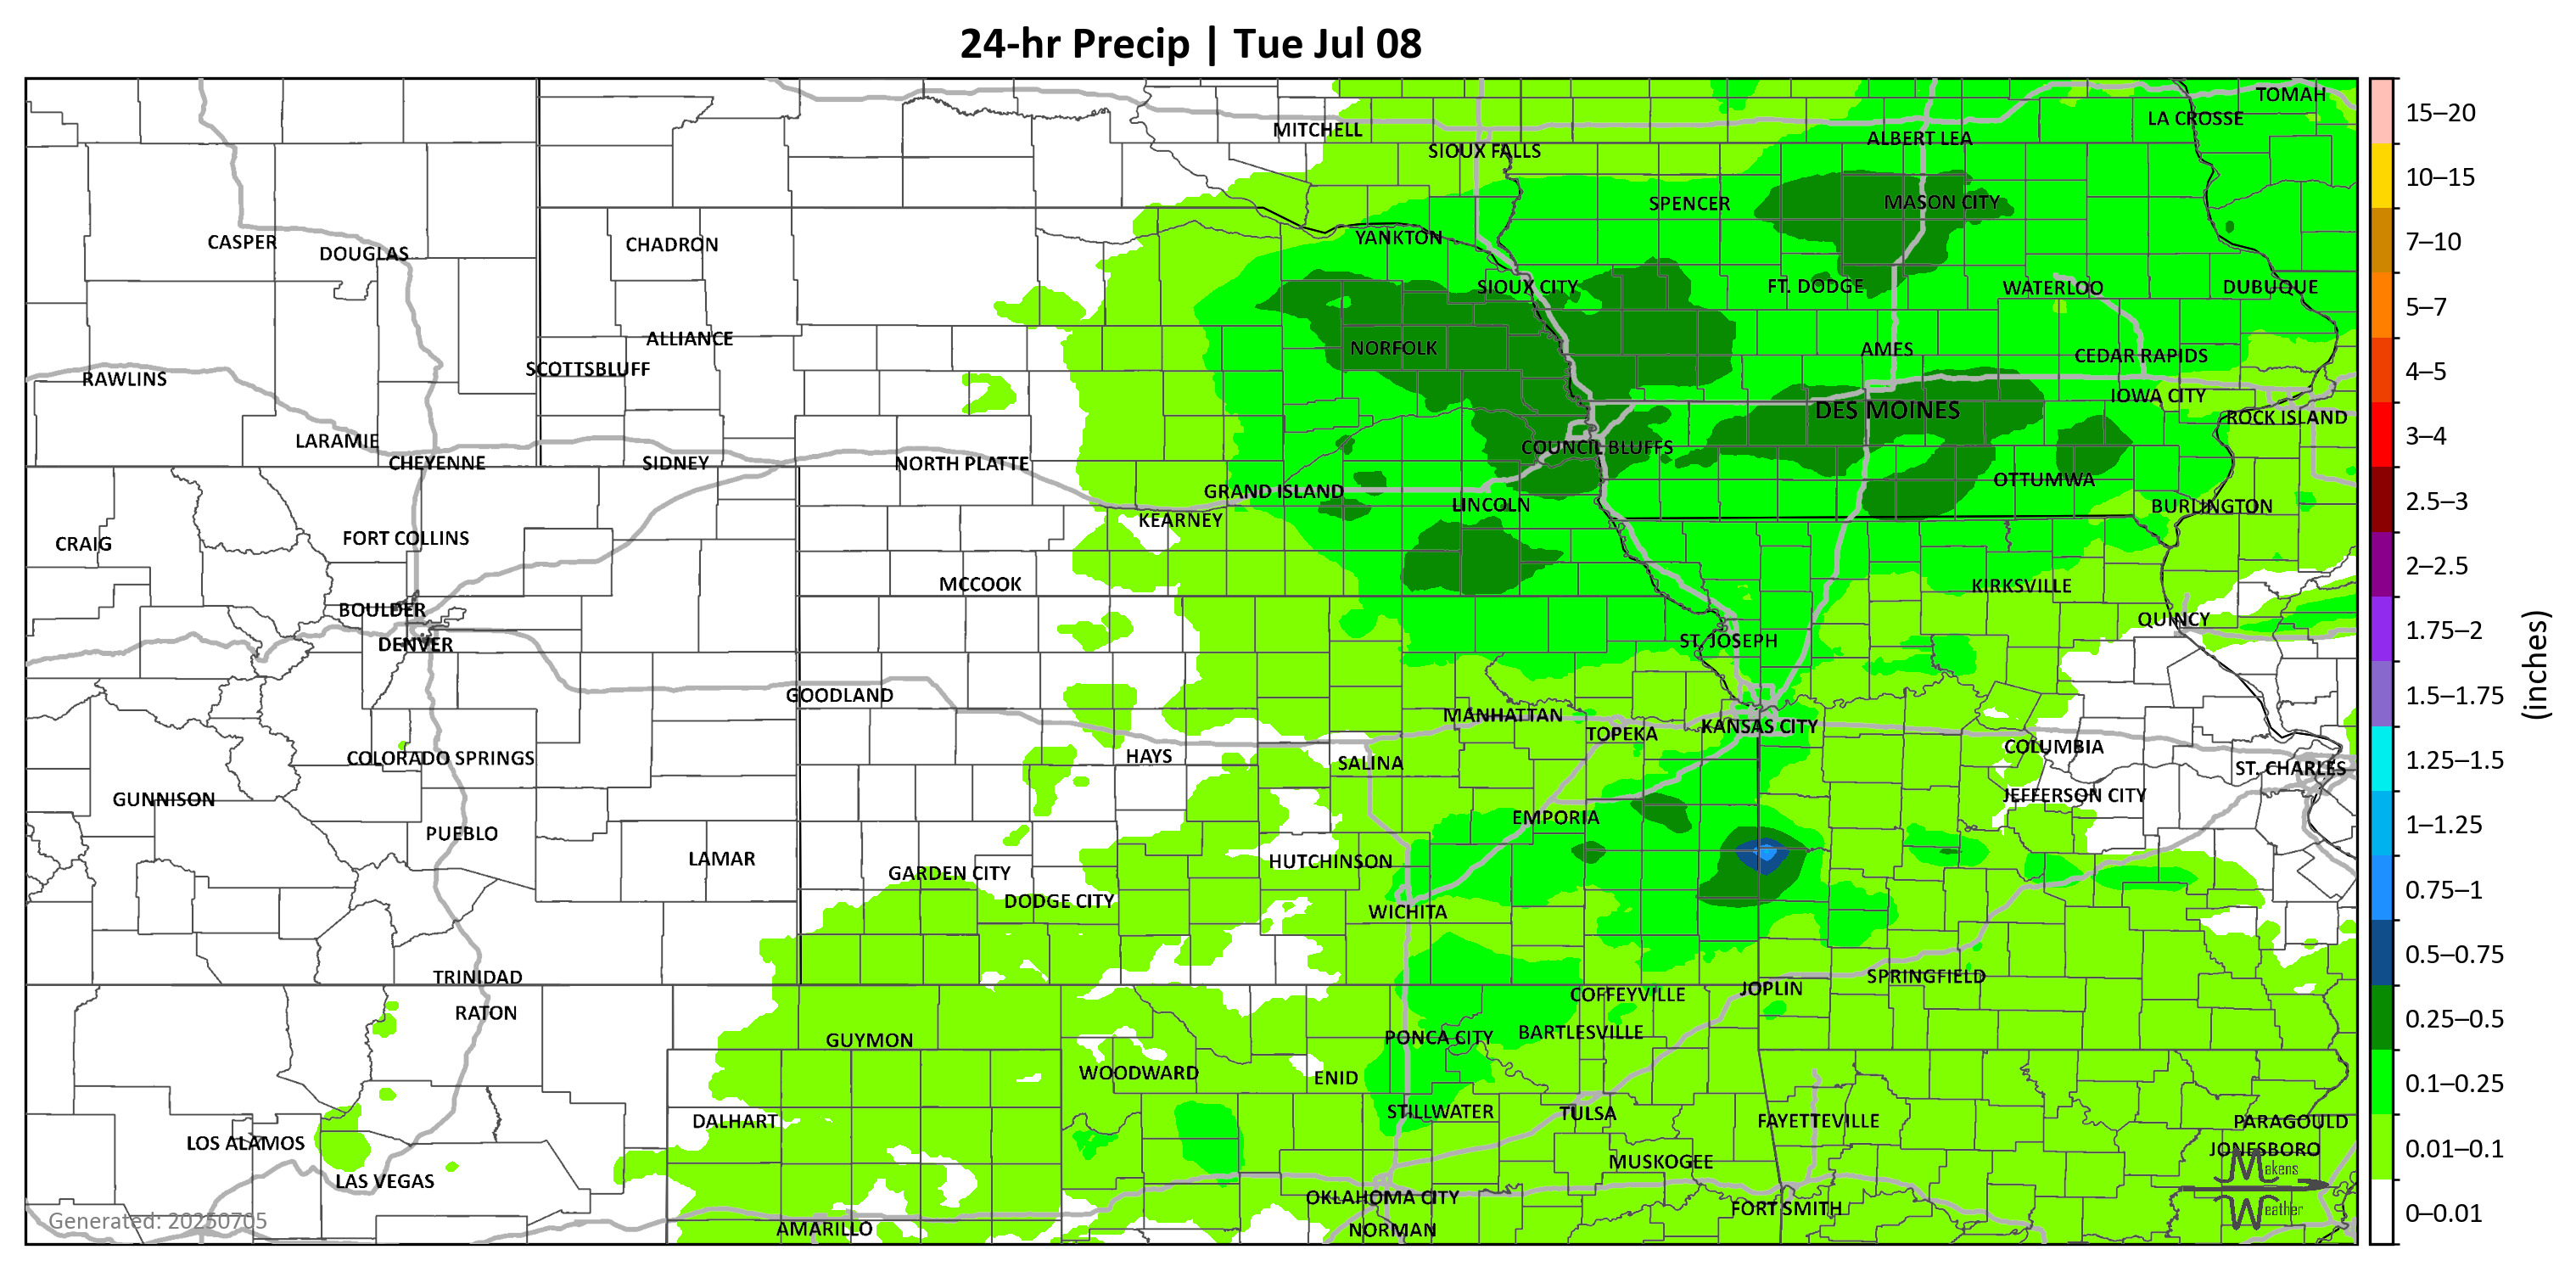 24-hr Precip | Tue Jul 08
TOMAH
LA CROSSE
MITCHELL
ALBERT LEA
SIOUX FALLS
SPENCER
MASON CITY
YANKTON
CASPER
CHADRON
DOUGLAS
SIOUX CITY
FT. DODGE
WATERLOO
DUBUQUE
ALLIANCE
NORFOLK
AMES
CEDAR RAPIDS
SCOTTSBLUFF
RAWLINS
IOWA CITY
DES MOINES
ROCK ISLAND
LARAMIE
COUNCIL BLUFFS
CHEYENNE
SIDNEY
NORTH PLATTE
OTTUMWA
GRAND ISLAND
LINCOLN
BURLINGTON
KEARNEY
FORT COLLINS
CRAIG
MCCOOK
KIRKSVILLE
BOULDER
QUINCY
DENVER
ST. JOSEPH
GOODLAND
MANHATTAN
KANSAS CITY
TOPEKA
COLUMBIA
HAYS
COLORADO SPRINGS
SALINA
ST. CHARLES
GUNNISON
JEFFERSON CITY
EMPORIA
PUEBLO
LAMAR
HUTCHINSON
GARDEN CITY
DODGE CITY
WICHITA
TRINIDAD
SPRINGFIELD
JOPLIN
COFFEYVILLE
RATON
BARTLESVILLE
PONCA CITY
GUYMON
WOODWARD
ENID
STILLWATER
TULSA
DALHART
FAYETTEVILLE
PARAGOULD
LOS ALAMOS
JONESBORO
MUSKOGEE
LAS VEGAS
OKLAHOMA CITY
FORT SMITH
AMARILLO
NORMAN
Makens
Weather
Generated: 20250705
15–20
10–15
7–10
5–7
4–5
3–4
2.5–3
2–2.5
1.75–2
1.5–1.75
1.25–1.5
1–1.25
0.75–1
0.5–0.75
0.25–0.5
0.1–0.25
0.01–0.1
0–0.01
(inches)